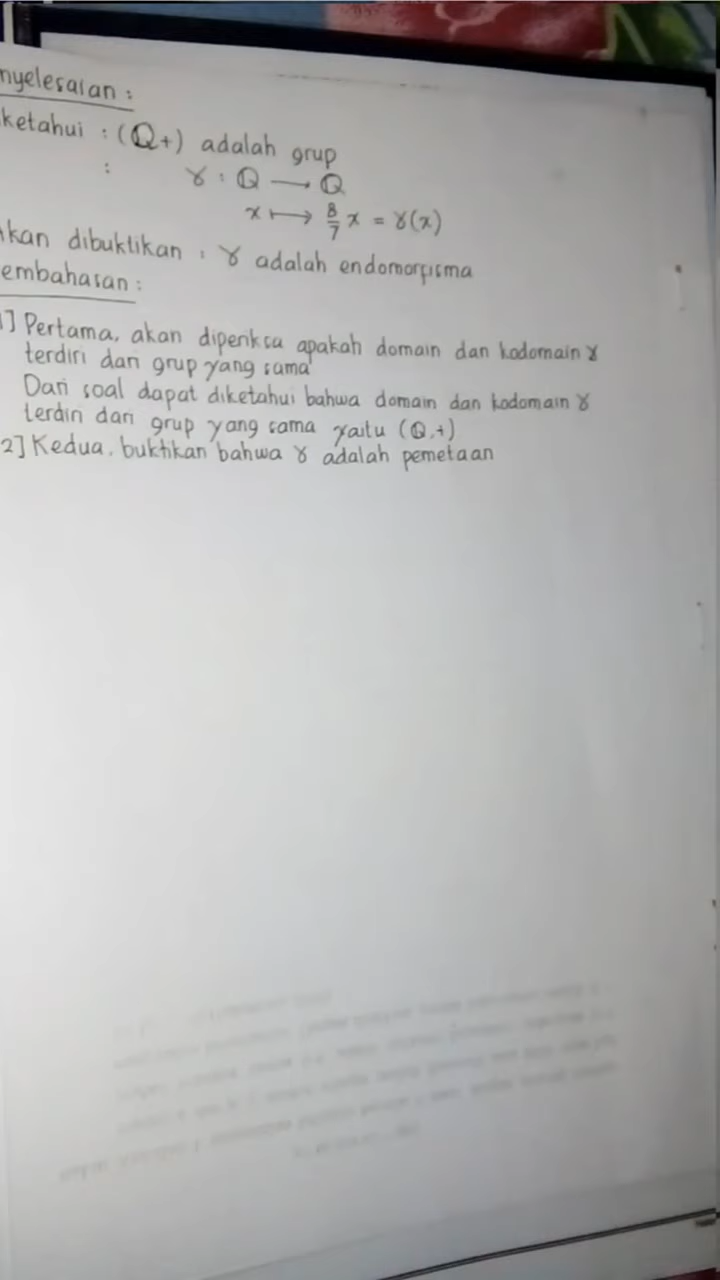 nyelesaian :
ketahui : (ℚ+) adalah grup
: γ : ℚ → ℚ
x ↦ 8/7 x = γ(x)
kan dibuktikan : γ adalah endomorfisma
embahasan :
1] Pertama, akan diperiksa apakah domain dan kodomain γ
terdiri dari grup yang sama
Dari soal dapat diketahui bahwa domain dan kodomain γ
terdiri dari grup yang sama yaitu (ℚ,+)
2] Kedua, buktikan bahwa γ adalah pemetaan